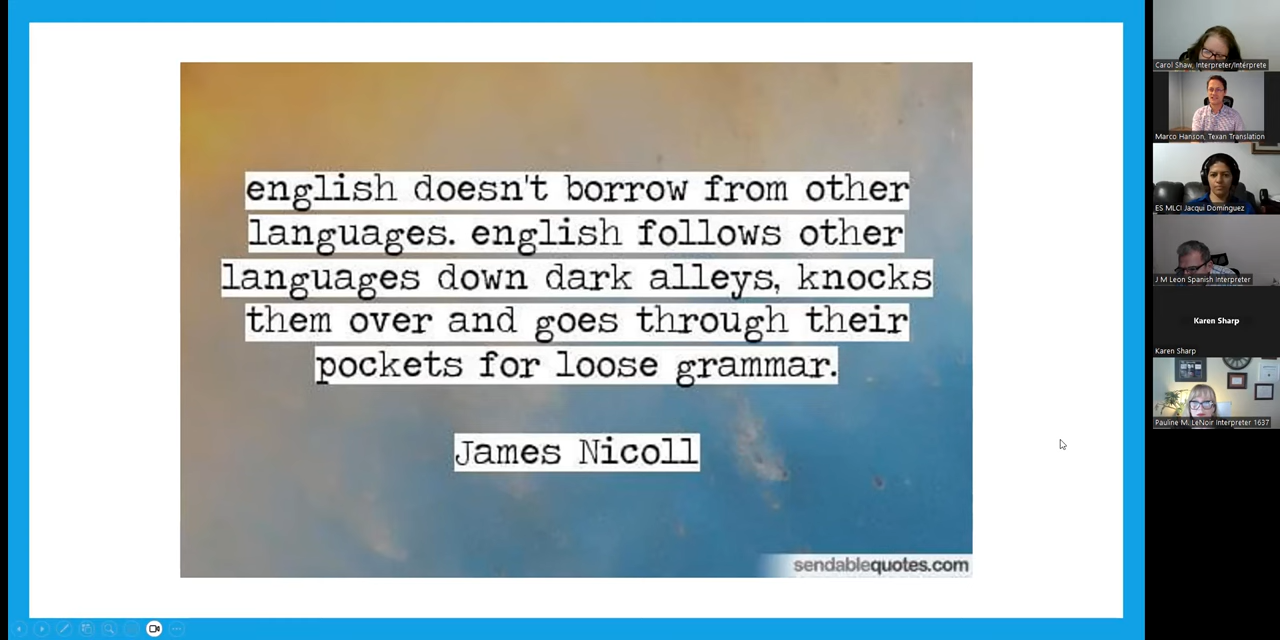 english doesn't borrow from other
languages. english follows other
languages down dark alleys, knocks
them over and goes through their
pockets for loose grammar.
James Nicoll
sendablequotes.com
Carol Shaw, Interpreter/Intérprete
Marco Hanson, Texan Translation
ES MLCI Jacqui Domínguez
J M Leon Spanish Interpreter
Karen Sharp
Karen Sharp
Pauline M. LeNoir Interpreter 1637